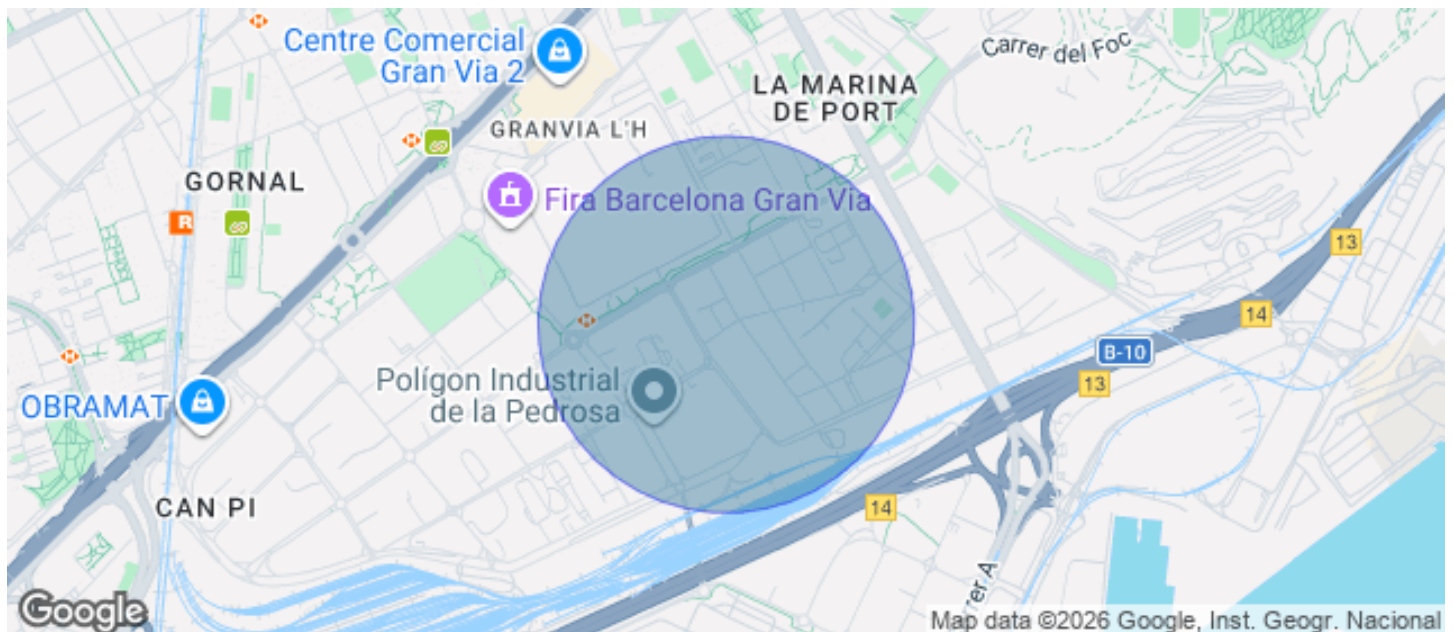 Centre Comercial
Gran Via 2
Carrer del Foc
LA MARINA
DE PORT
GRANVIA L'H
GORNAL
Fira Barcelona Gran Via
R
13
14
B-10
13
Polígon Industrial
de la Pedrosa
OBRAMAT
CAN PI
14
rer A
Google
Map data ©2026 Google, Inst. Geogr. Nacional